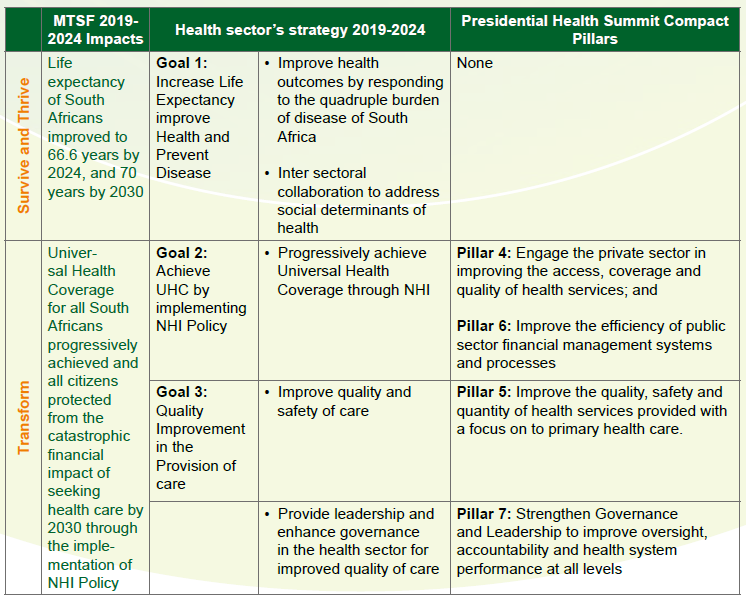 MTSF 2019-
2024 Impacts
Health sector's strategy 2019-2024
Presidential Health Summit Compact
Pillars
Survive and Thrive
Life
expectancy
of South
Africans
improved to
66.6 years by
2024, and 70
years by 2030
Goal 1:
Increase Life
Expectancy
improve
Health and
Prevent
Disease
• Improve health
outcomes by responding
to the quadruple burden
of disease of South
Africa
• Inter sectoral
collaboration to address
social determinants of
health
None
Transform
Univer-
sal Health
Coverage
for all South
Africans
progressively
achieved and
all citizens
protected
from the
catastrophic
financial
impact of
seeking
health care by
2030 through
the imple-
mentation of
NHI Policy
Goal 2:
Achieve
UHC by
implementing
NHI Policy
• Progressively achieve
Universal Health
Coverage through NHI
Pillar 4: Engage the private sector in
improving the access, coverage and
quality of health services; and
Pillar 6: Improve the efficiency of public
sector financial management systems
and processes
Goal 3:
Quality
Improvement
in the
Provision of
care
• Improve quality and
safety of care
Pillar 5: Improve the quality, safety and
quantity of health services provided with
a focus on to primary health care.
• Provide leadership and
enhance governance
in the health sector for
improved quality of care
Pillar 7: Strengthen Governance
and Leadership to improve oversight,
accountability and health system
performance at all levels